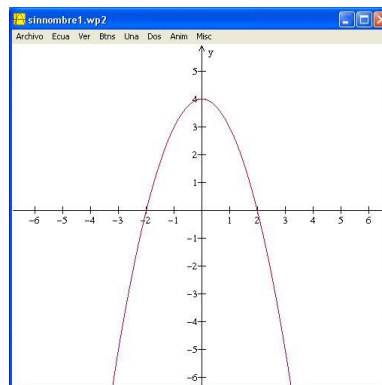 sinnombre1.wp2
Archivo Ecua Ver Btns Una Dos Anim Misc
y
5
4
3
2
1
-6 -5 -4 -3 -2 -1 1 2 3 4 5 6
-1
-2
-3
-4
-5
-6